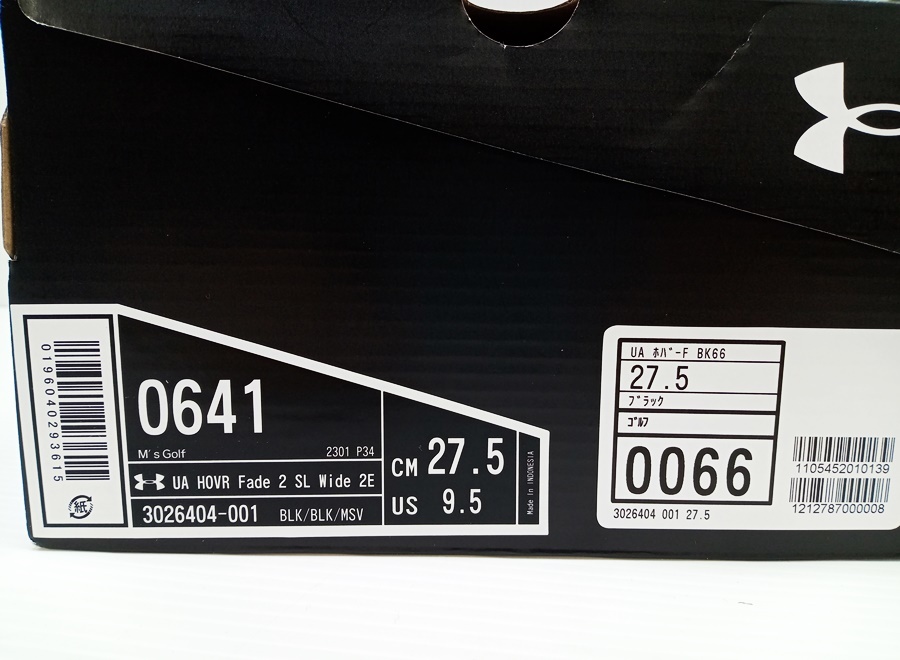 0196040293615
紙
0641
M's Golf 2301 P34
UA HOVR Fade 2 SL Wide 2E
3026404-001 BLK/BLK/MSV
CM 27.5
US 9.5
Made in INDONESIA
UA ﾎﾊﾞｰF BK66
27.5
ﾌﾞﾗｯｸ
ｺﾞﾙﾌ
0066
3026404 001 27.5
1105452010139
1212787000008